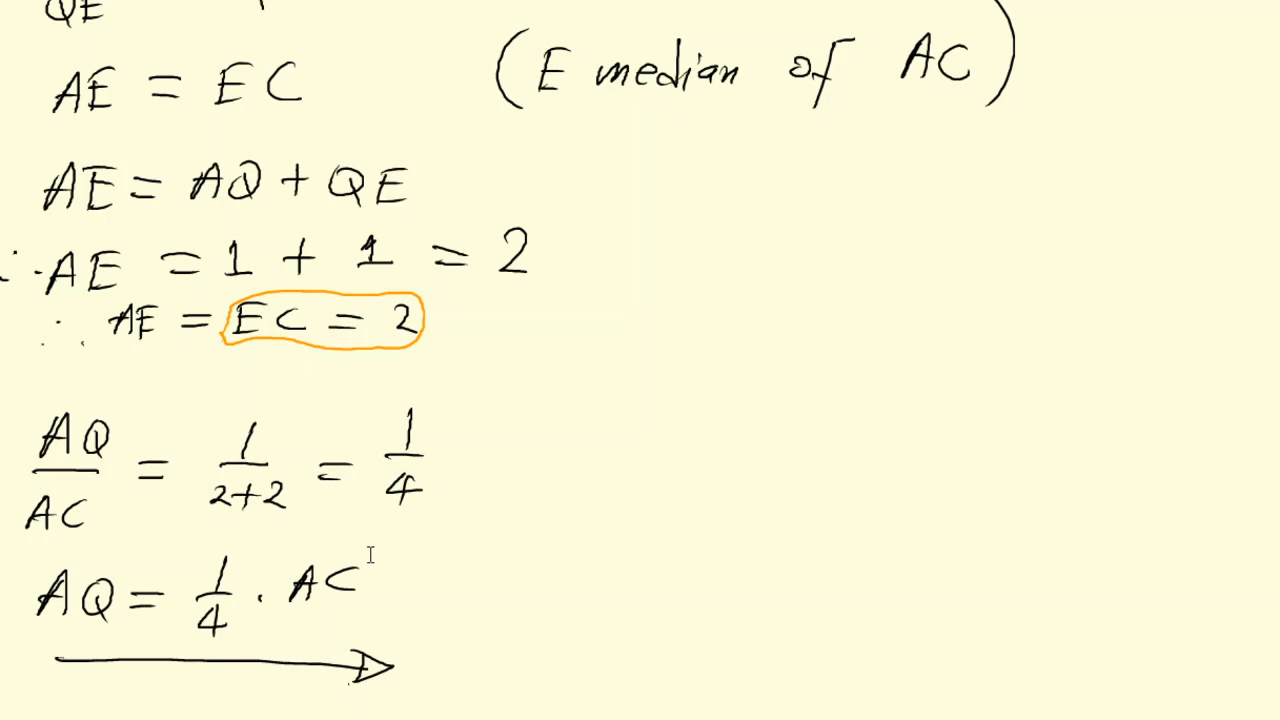 QE
AE = EC (E median of AC)
AE = AQ + QE
∴ AE = 1 + 1 = 2
∴ AE = EC = 2
AQ/AC = 1/(2+2) = 1/4
AQ = 1/4 . AC